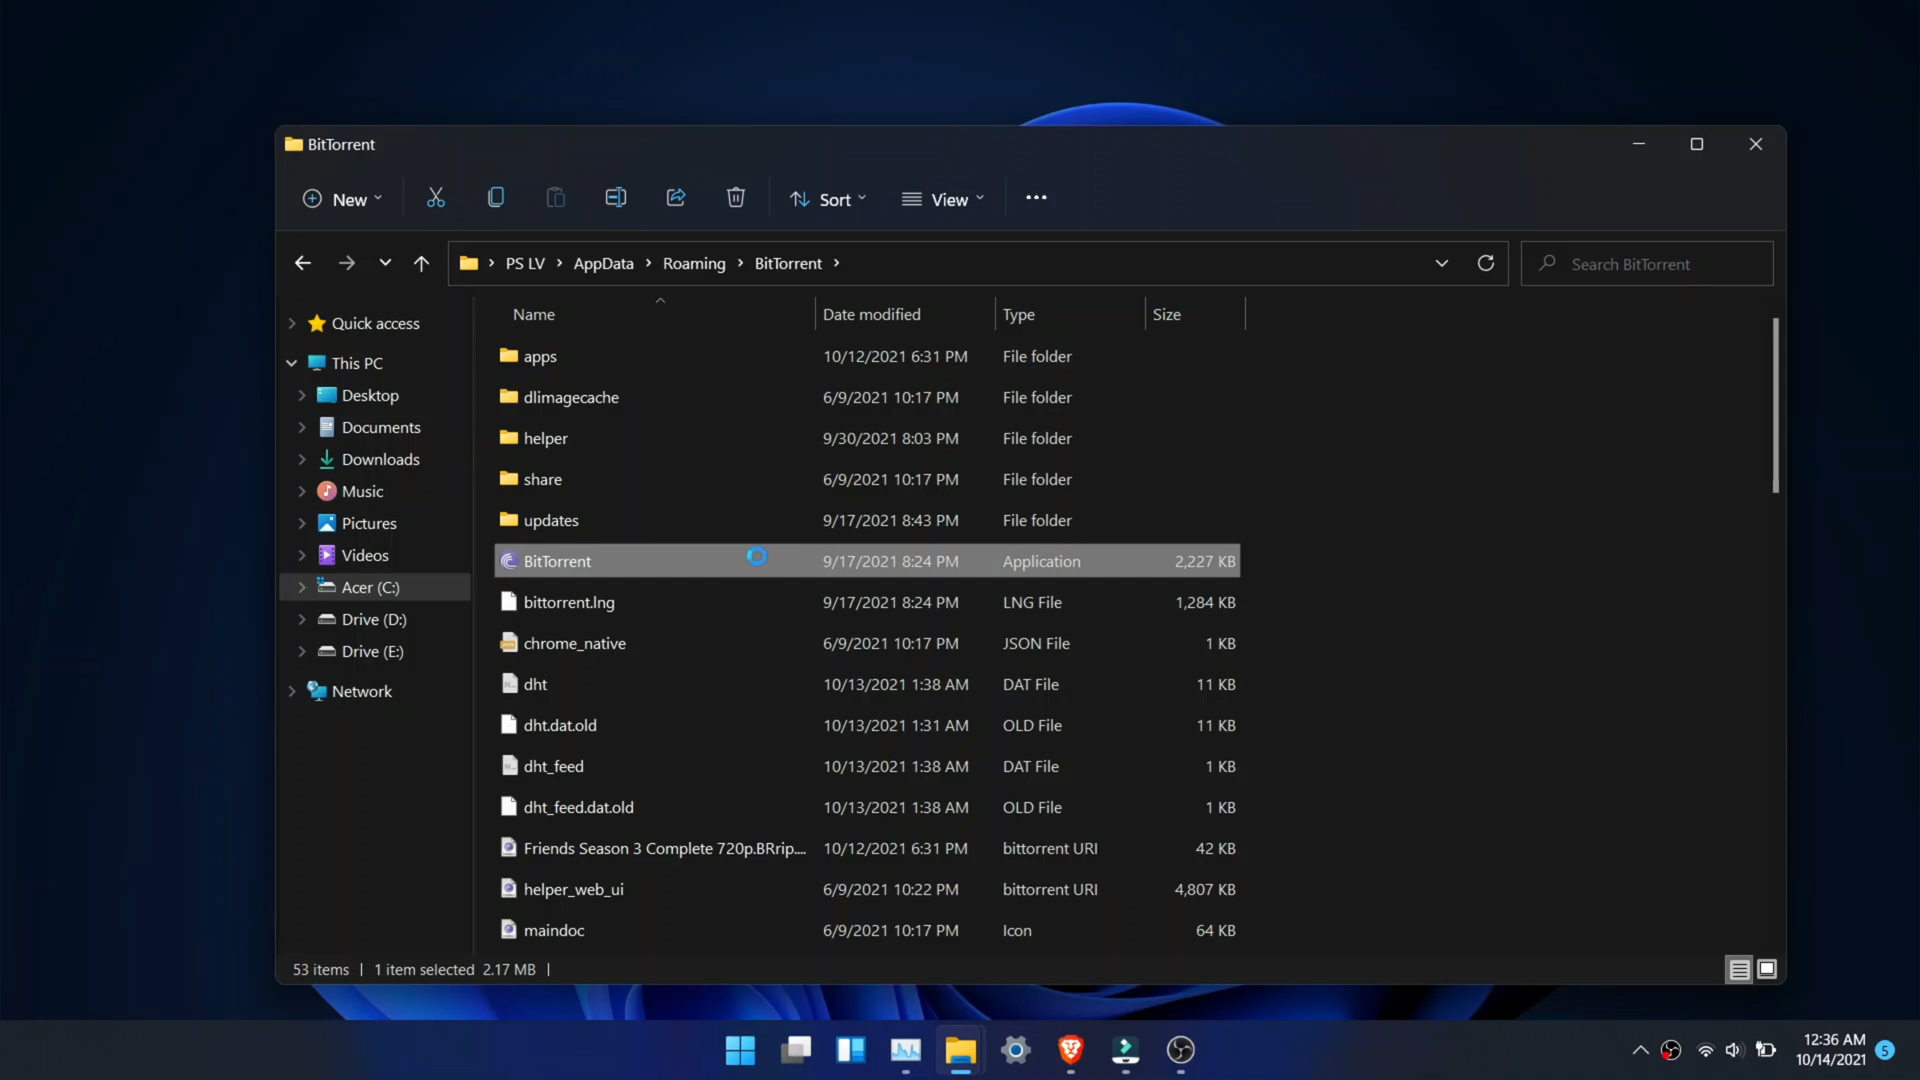 BitTorrent
New
Sort
View
PS LV > AppData > Roaming > BitTorrent >
Search BitTorrent
Quick access
This PC
Desktop
Documents
Downloads
Music
Pictures
Videos
Acer (C:)
Drive (D:)
Drive (E:)
Network
Name Date modified Type Size
apps 10/12/2021 6:31 PM File folder
dlimagecache 6/9/2021 10:17 PM File folder
helper 9/30/2021 8:03 PM File folder
share 6/9/2021 10:17 PM File folder
updates 9/17/2021 8:43 PM File folder
BitTorrent 9/17/2021 8:24 PM Application 2,227 KB
bittorrent.lng 9/17/2021 8:24 PM LNG File 1,284 KB
chrome_native 6/9/2021 10:17 PM JSON File 1 KB
dht 10/13/2021 1:38 AM DAT File 11 KB
dht.dat.old 10/13/2021 1:31 AM OLD File 11 KB
dht_feed 10/13/2021 1:38 AM DAT File 1 KB
dht_feed.dat.old 10/13/2021 1:38 AM OLD File 1 KB
Friends Season 3 Complete 720p.BRrip.... 10/12/2021 6:31 PM bittorrent URI 42 KB
helper_web_ui 6/9/2021 10:22 PM bittorrent URI 4,807 KB
maindoc 6/9/2021 10:17 PM Icon 64 KB
53 items | 1 item selected 2.17 MB |
12:36 AM
10/14/2021
5